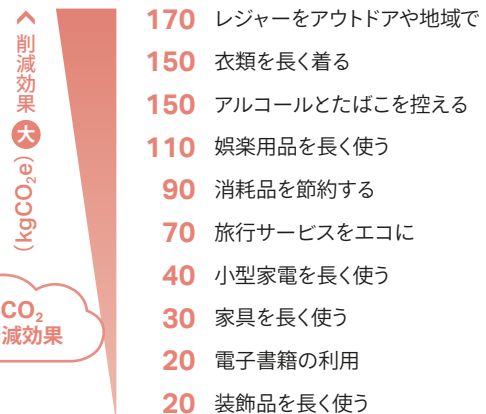 削減効果 大 (kgCO₂e)
170 レジャーをアウトドアや地域で
150 衣類を長く着る
150 アルコールとたばこを控える
110 娯楽用品を長く使う
90 消耗品を節約する
70 旅行サービスをエコに
40 小型家電を長く使う
30 家具を長く使う
20 電子書籍の利用
20 装飾品を長く使う
CO₂
減効果